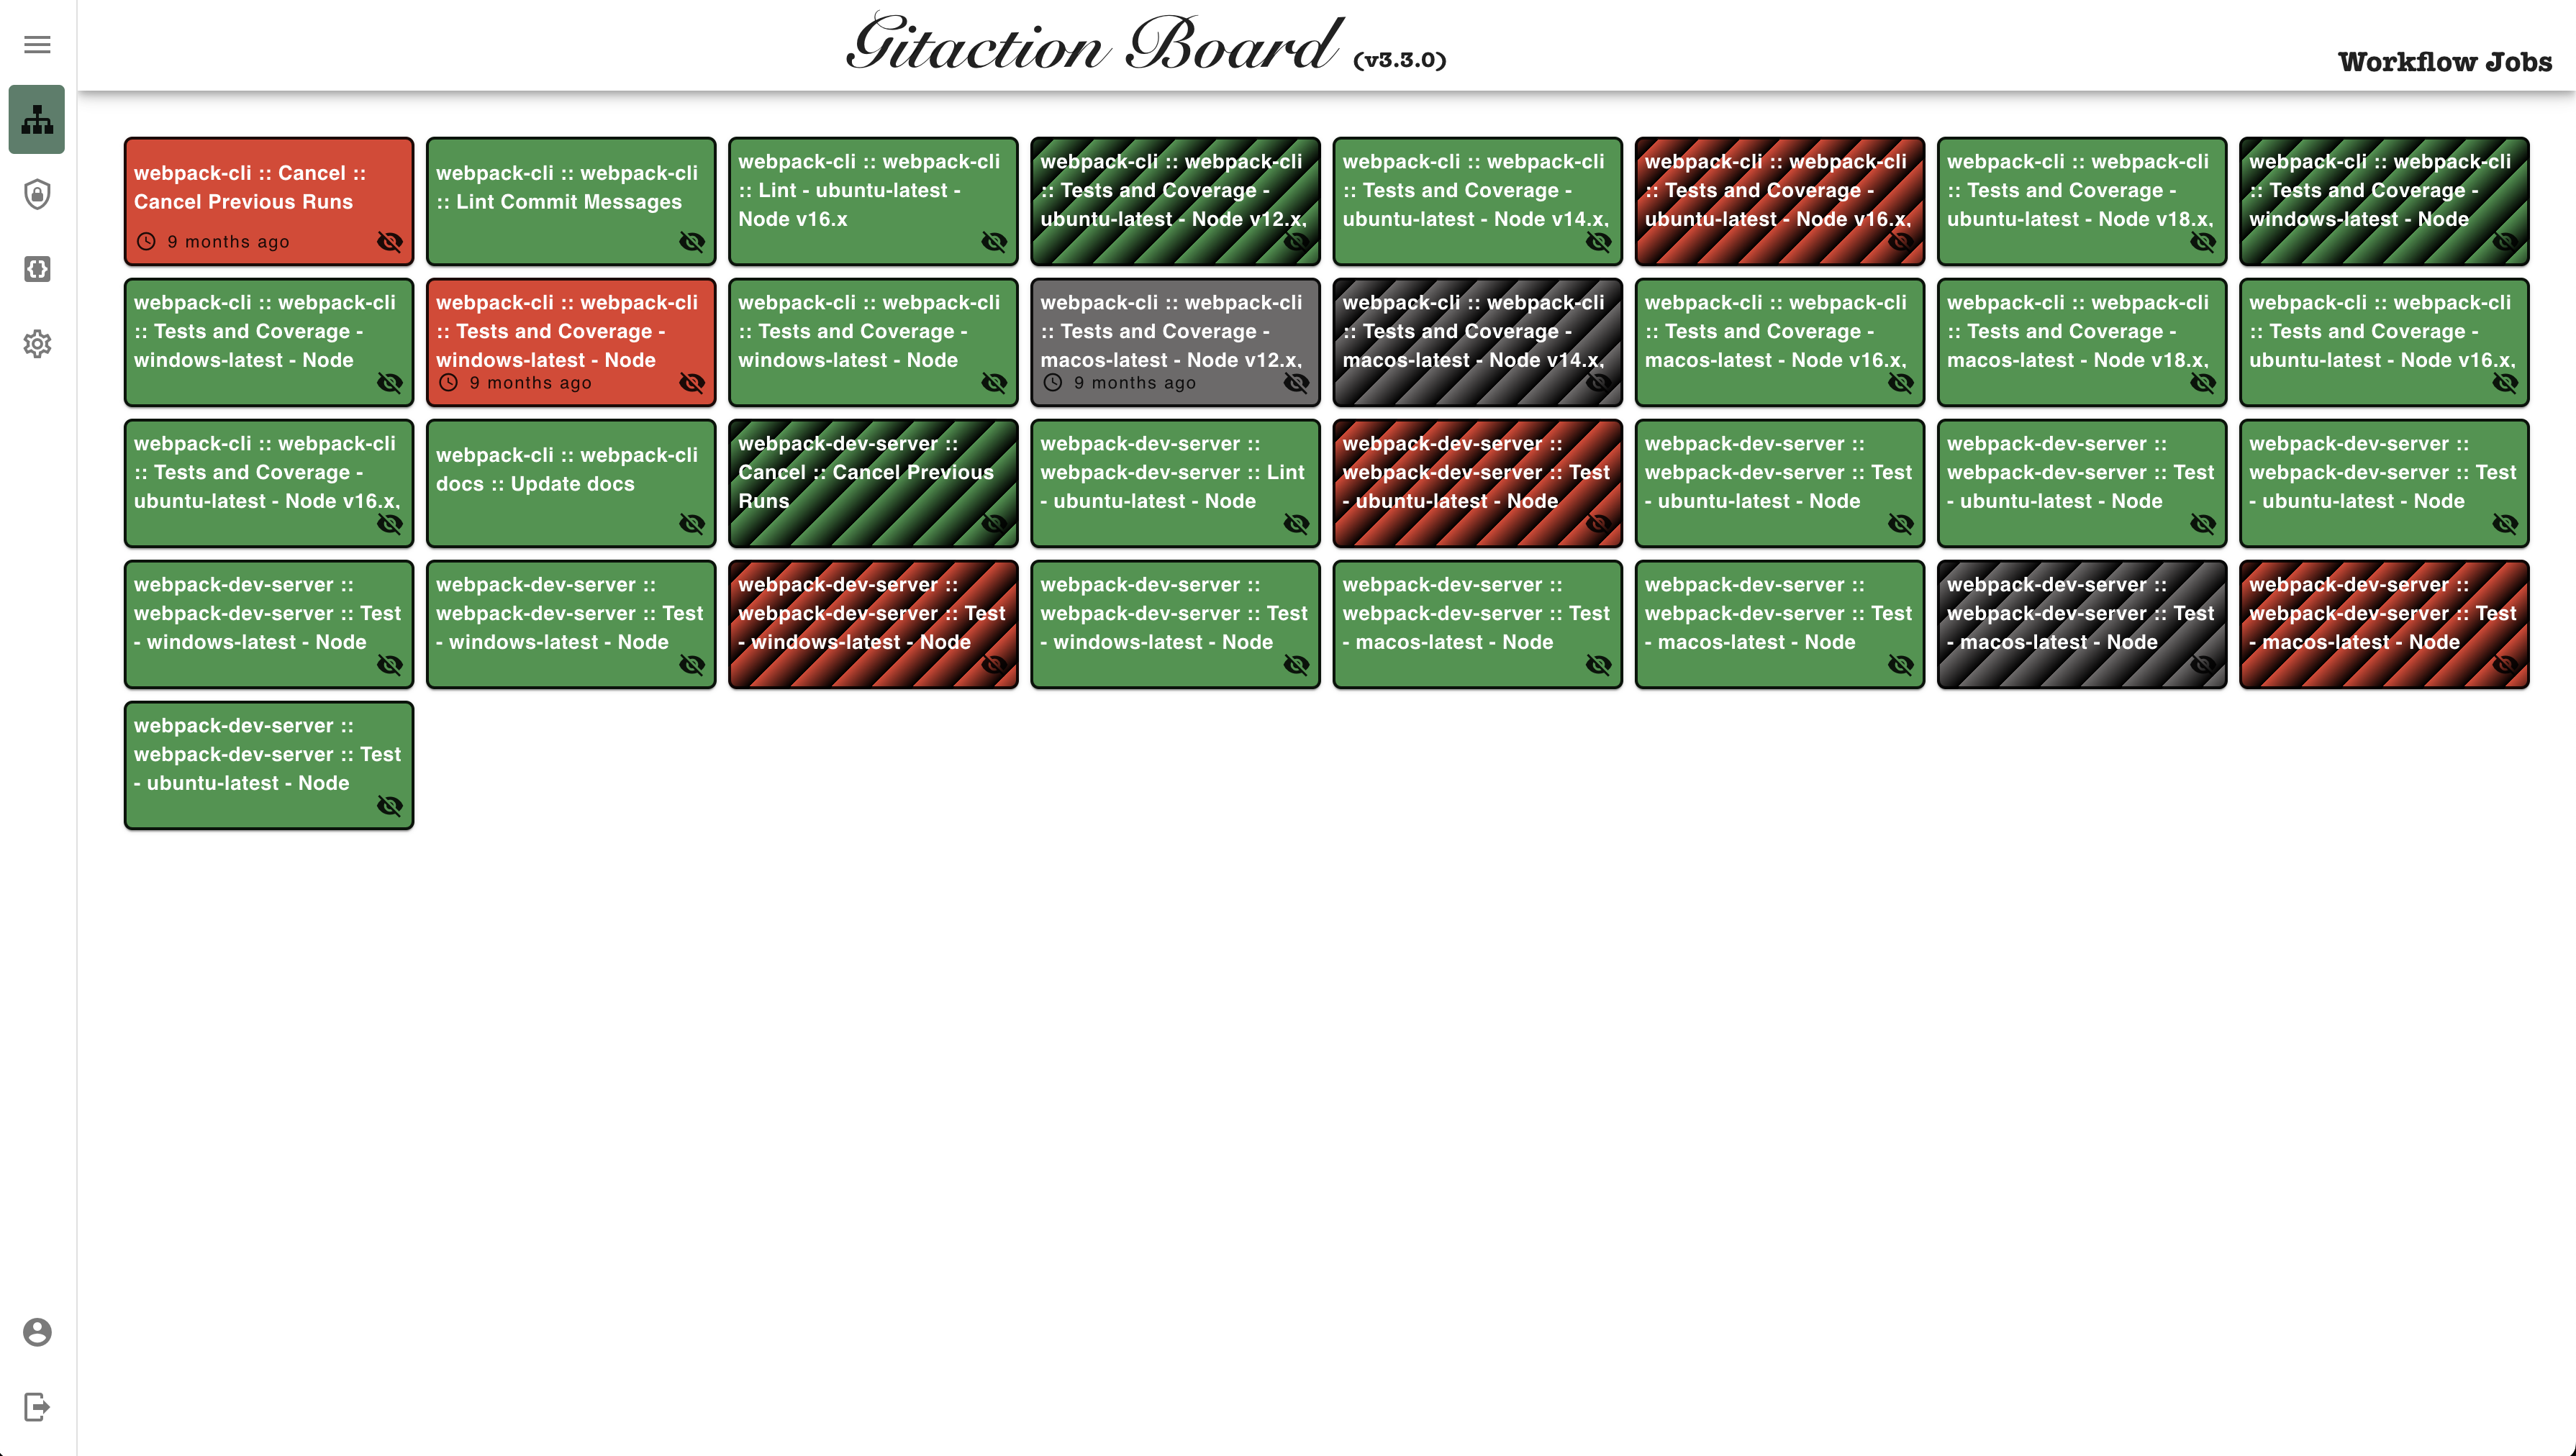 Gitaction Board (v3.3.0)
Workflow Jobs
webpack-cli :: Cancel ::
Cancel Previous Runs
9 months ago
webpack-cli :: webpack-cli
:: Lint Commit Messages
webpack-cli :: webpack-cli
:: Lint - ubuntu-latest -
Node v16.x
webpack-cli :: webpack-cli
:: Tests and Coverage -
ubuntu-latest - Node v12.x,
webpack-cli :: webpack-cli
:: Tests and Coverage -
ubuntu-latest - Node v14.x,
webpack-cli :: webpack-cli
:: Tests and Coverage -
ubuntu-latest - Node v16.x,
webpack-cli :: webpack-cli
:: Tests and Coverage -
ubuntu-latest - Node v18.x,
webpack-cli :: webpack-cli
:: Tests and Coverage -
windows-latest - Node
webpack-cli :: webpack-cli
:: Tests and Coverage -
windows-latest - Node
webpack-cli :: webpack-cli
:: Tests and Coverage -
windows-latest - Node
9 months ago
webpack-cli :: webpack-cli
:: Tests and Coverage -
windows-latest - Node
webpack-cli :: webpack-cli
:: Tests and Coverage -
macos-latest - Node v12.x,
9 months ago
webpack-cli :: webpack-cli
:: Tests and Coverage -
macos-latest - Node v14.x,
webpack-cli :: webpack-cli
:: Tests and Coverage -
macos-latest - Node v16.x,
webpack-cli :: webpack-cli
:: Tests and Coverage -
macos-latest - Node v18.x,
webpack-cli :: webpack-cli
:: Tests and Coverage -
ubuntu-latest - Node v16.x,
webpack-cli :: webpack-cli
:: Tests and Coverage -
ubuntu-latest - Node v16.x,
webpack-cli :: webpack-cli
docs :: Update docs
webpack-dev-server ::
Cancel :: Cancel Previous
Runs
webpack-dev-server ::
webpack-dev-server :: Lint
- ubuntu-latest - Node
webpack-dev-server ::
webpack-dev-server :: Test
- ubuntu-latest - Node
webpack-dev-server ::
webpack-dev-server :: Test
- ubuntu-latest - Node
webpack-dev-server ::
webpack-dev-server :: Test
- ubuntu-latest - Node
webpack-dev-server ::
webpack-dev-server :: Test
- ubuntu-latest - Node
webpack-dev-server ::
webpack-dev-server :: Test
- windows-latest - Node
webpack-dev-server ::
webpack-dev-server :: Test
- windows-latest - Node
webpack-dev-server ::
webpack-dev-server :: Test
- windows-latest - Node
webpack-dev-server ::
webpack-dev-server :: Test
- windows-latest - Node
webpack-dev-server ::
webpack-dev-server :: Test
- macos-latest - Node
webpack-dev-server ::
webpack-dev-server :: Test
- macos-latest - Node
webpack-dev-server ::
webpack-dev-server :: Test
- macos-latest - Node
webpack-dev-server ::
webpack-dev-server :: Test
- macos-latest - Node
webpack-dev-server ::
webpack-dev-server :: Test
- ubuntu-latest - Node